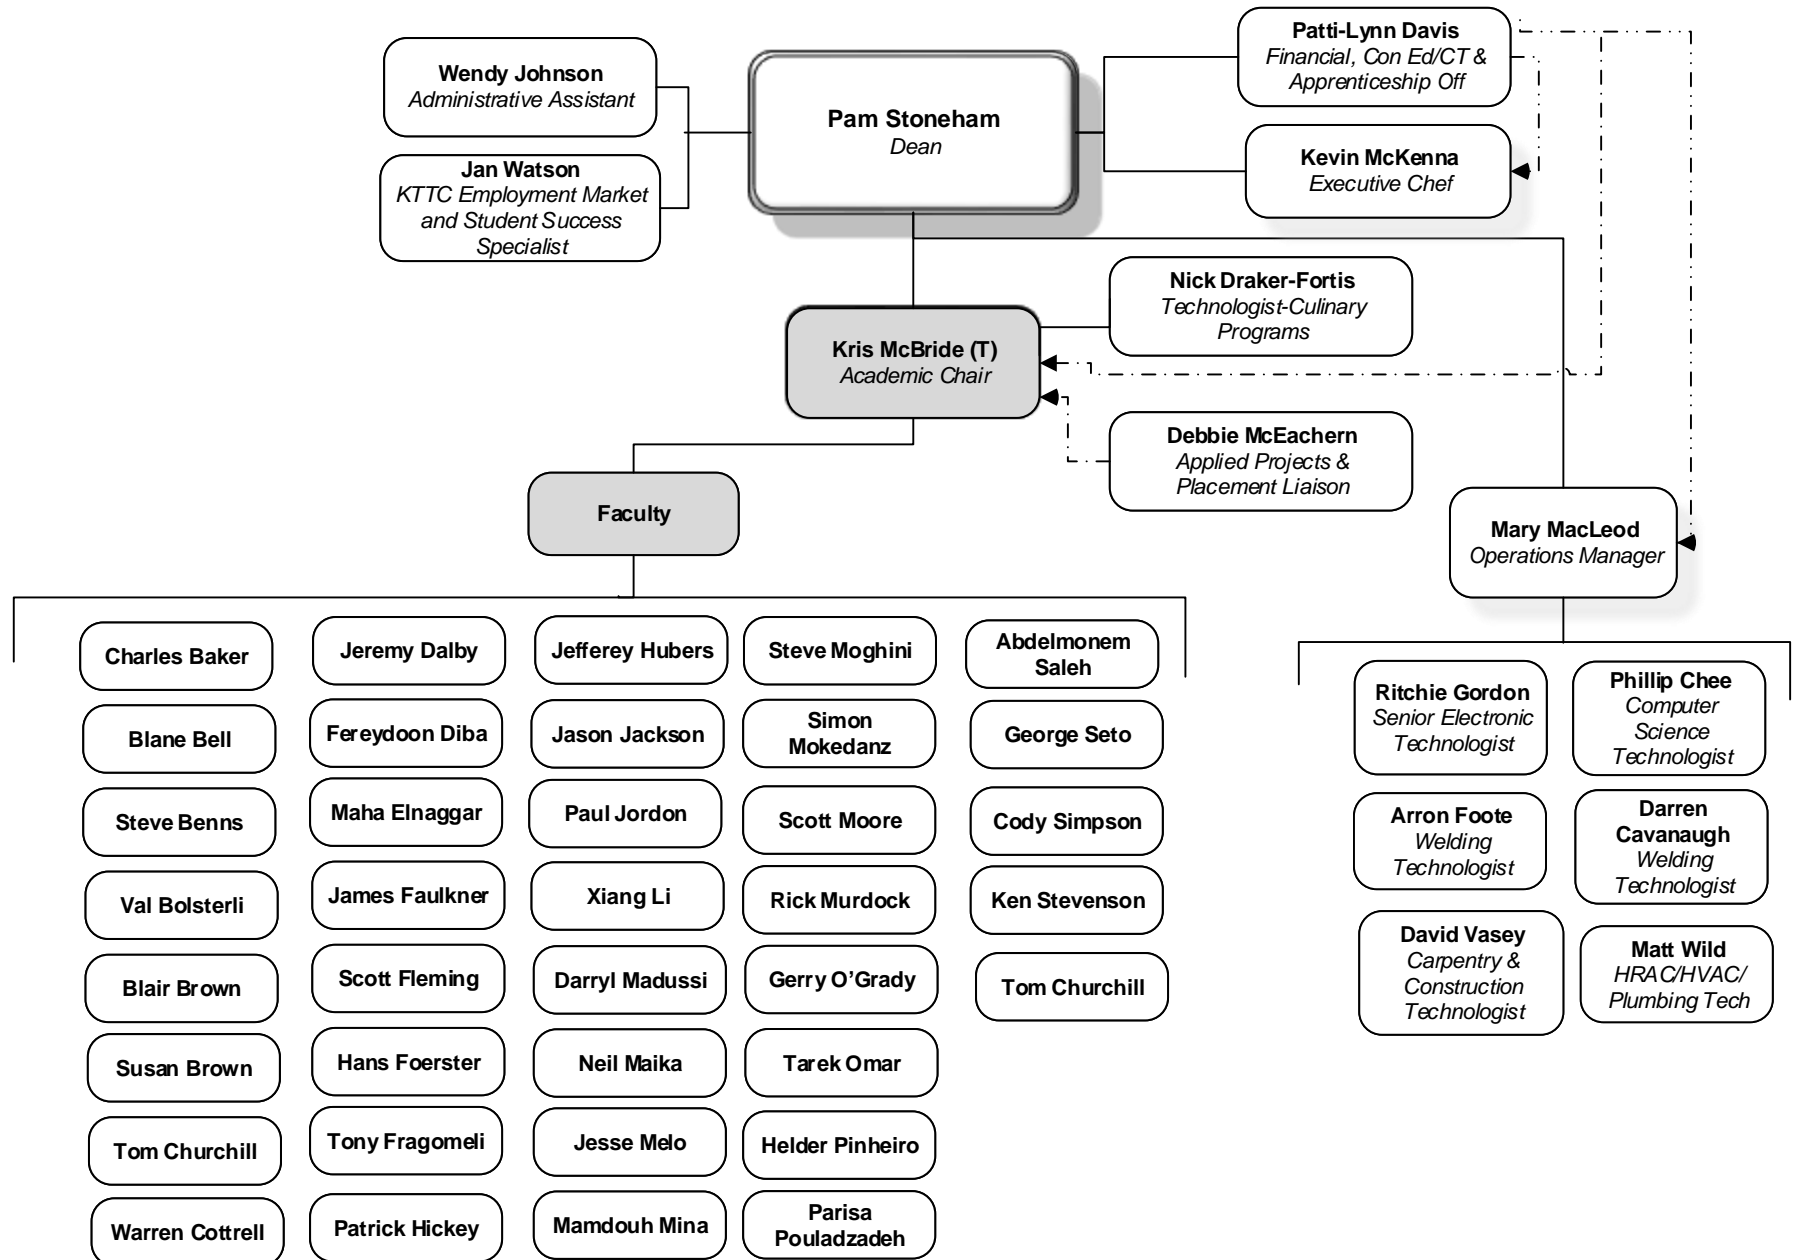 Wendy Johnson
Administrative Assistant
Jan Watson
KTTC Employment Market
and Student Success
Specialist
Pam Stoneham
Dean
Patti-Lynn Davis
Financial, Con Ed/CT &
Apprenticeship Off
Kevin McKenna
Executive Chef
Nick Draker-Fortis
Technologist-Culinary
Programs
Kris McBride (T)
Academic Chair
Debbie McEachern
Applied Projects &
Placement Liaison
Faculty
Mary MacLeod
Operations Manager
Charles Baker
Blane Bell
Steve Benns
Val Bolsterli
Blair Brown
Susan Brown
Tom Churchill
Warren Cottrell
Jeremy Dalby
Fereydoon Diba
Maha Elnaggar
James Faulkner
Scott Fleming
Hans Foerster
Tony Fragomeli
Patrick Hickey
Jefferey Hubers
Jason Jackson
Paul Jordon
Xiang Li
Darryl Madussi
Neil Maika
Jesse Melo
Mamdouh Mina
Steve Moghini
Simon
Mokedanz
Scott Moore
Rick Murdock
Gerry O’Grady
Tarek Omar
Helder Pinheiro
Parisa
Pouladzadeh
Abdelmonem
Saleh
George Seto
Cody Simpson
Ken Stevenson
Tom Churchill
Ritchie Gordon
Senior Electronic
Technologist
Phillip Chee
Computer
Science
Technologist
Arron Foote
Welding
Technologist
Darren
Cavanaugh
Welding
Technologist
David Vasey
Carpentry &
Construction
Technologist
Matt Wild
HRAC/HVAC/
Plumbing Tech